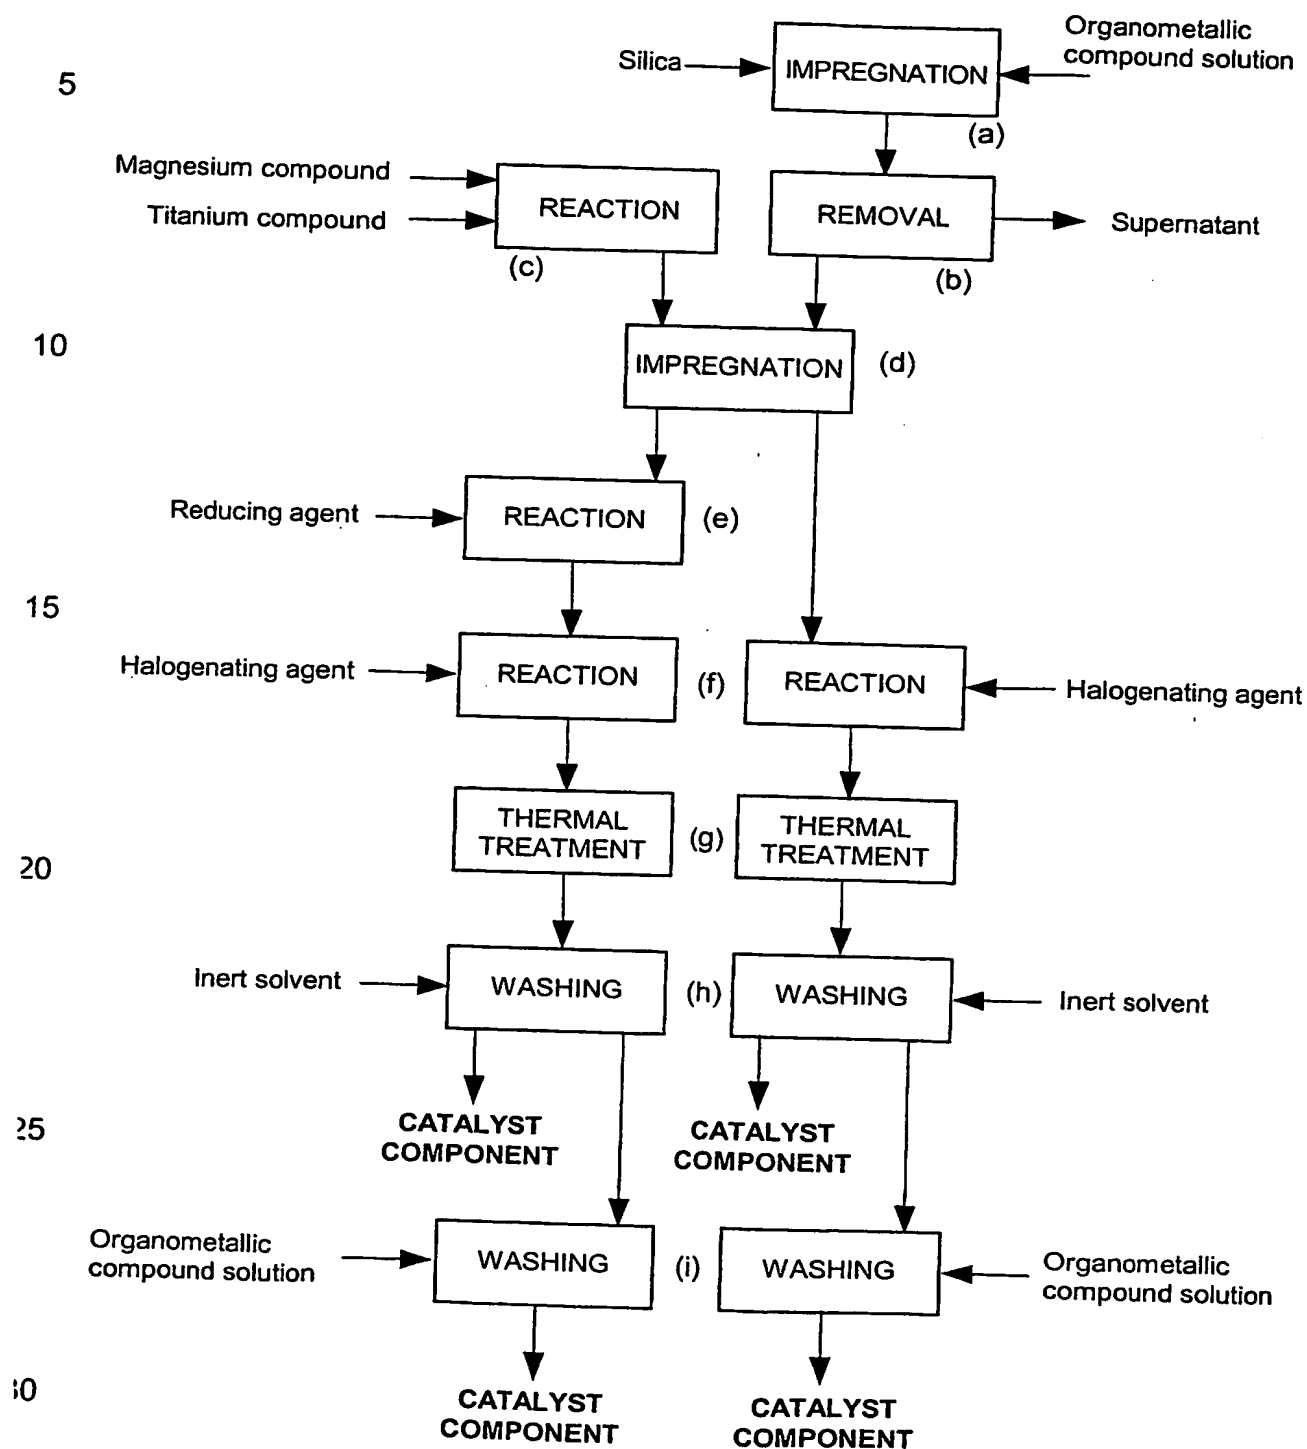 Organometallic
compound solution
Silica
IMPREGNATION
5
(a)
Magnesium compound
Titanium compound
REACTION
REMOVAL
Supernatant
(c)
(b)
10
IMPREGNATION
(d)
Reducing agent
REACTION
(e)
15
Halogenating agent
REACTION
(f)
REACTION
Halogenating agent
THERMAL
TREATMENT
(g)
THERMAL
TREATMENT
20
Inert solvent
WASHING
(h)
WASHING
Inert solvent
25
CATALYST
COMPONENT
CATALYST
COMPONENT
Organometallic
compound solution
WASHING
(i)
WASHING
Organometallic
compound solution
CATALYST
COMPONENT
CATALYST
COMPONENT